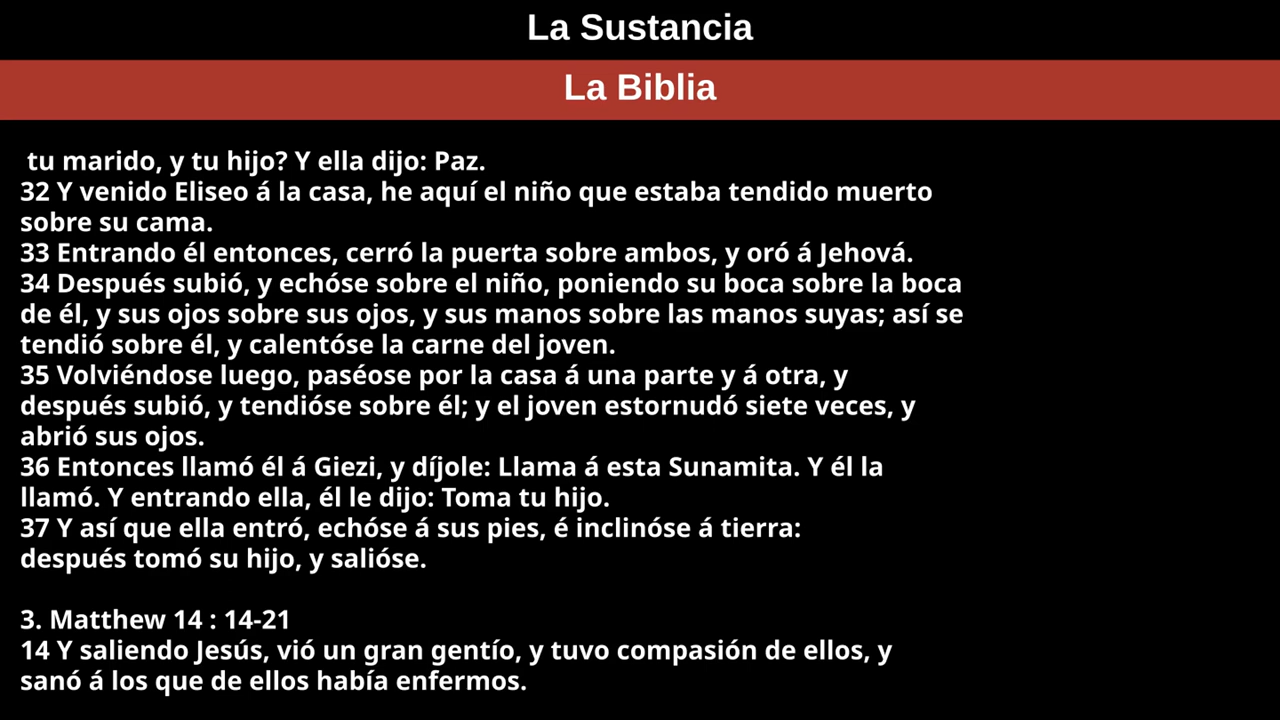 La Sustancia
La Biblia
tu marido, y tu hijo? Y ella dijo: Paz.
32 Y venido Eliseo á la casa, he aquí el niño que estaba tendido muerto
sobre su cama.
33 Entrando él entonces, cerró la puerta sobre ambos, y oró á Jehová.
34 Después subió, y echóse sobre el niño, poniendo su boca sobre la boca
de él, y sus ojos sobre sus ojos, y sus manos sobre las manos suyas; así se
tendió sobre él, y calentóse la carne del joven.
35 Volviéndose luego, paséose por la casa á una parte y á otra, y
después subió, y tendióse sobre él; y el joven estornudó siete veces, y
abrió sus ojos.
36 Entonces llamó él á Giezi, y díjole: Llama á esta Sunamita. Y él la
llamó. Y entrando ella, él le dijo: Toma tu hijo.
37 Y así que ella entró, echóse á sus pies, é inclinóse á tierra:
después tomó su hijo, y salióse.
3. Matthew 14 : 14-21
14 Y saliendo Jesús, vió un gran gentío, y tuvo compasión de ellos, y
sanó á los que de ellos había enfermos.